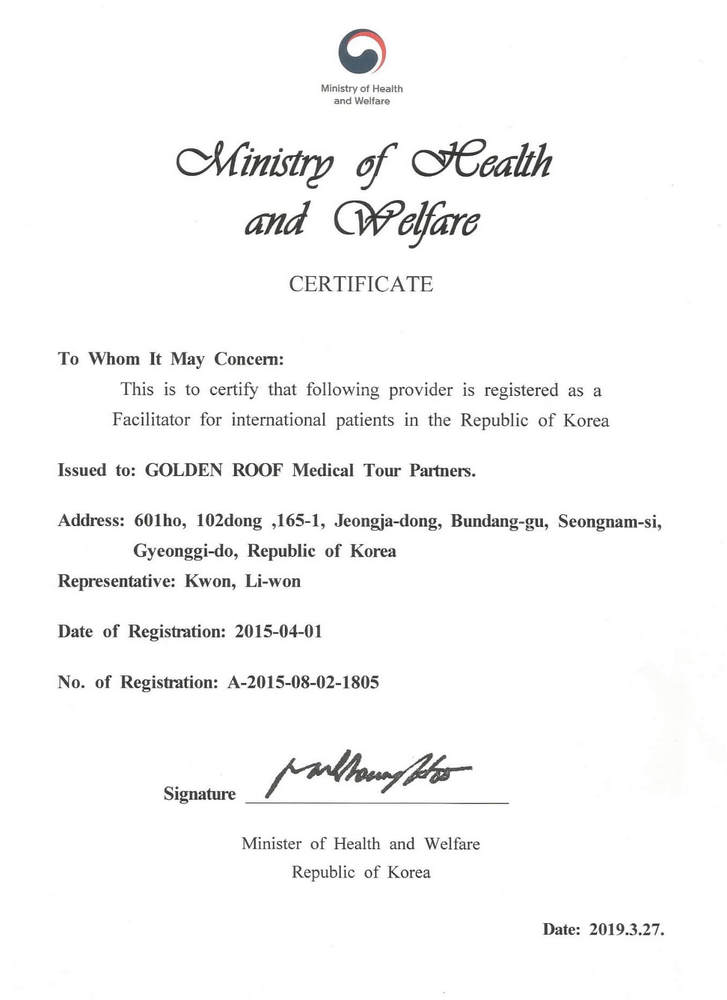 Ministry of Health
and Welfare
Ministry of Health
and Welfare
CERTIFICATE
To Whom It May Concern:
This is to certify that following provider is registered as a
Facilitator for international patients in the Republic of Korea
Issued to: GOLDEN ROOF Medical Tour Partners.
Address: 601ho, 102dong ,165-1, Jeongja-dong, Bundang-gu, Seongnam-si,
Gyeonggi-do, Republic of Korea
Representative: Kwon, Li-won
Date of Registration: 2015-04-01
No. of Registration: A-2015-08-02-1805
Signature
Minister of Health and Welfare
Republic of Korea
Date: 2019.3.27.